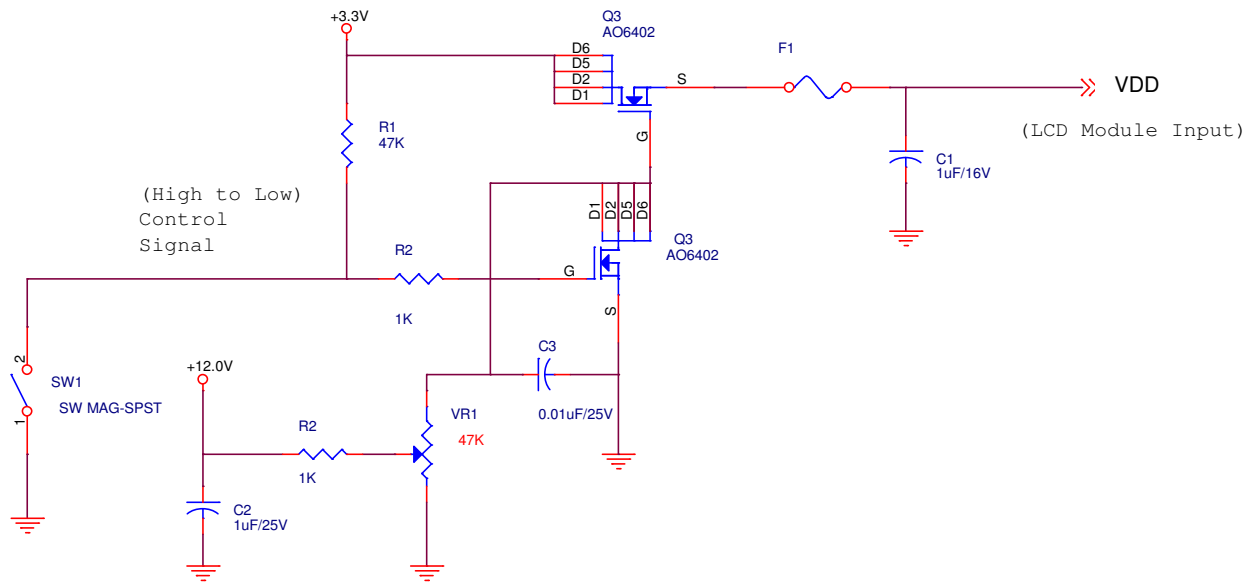 +3.3V
Q3
AO6402
D6
D5
D2
D1
S
G
F1
VDD
(LCD Module Input)
R1
47K
C1
1uF/16V
(High to Low)
Control
Signal
D1
D2
D5
D6
Q3
AO6402
R2
1K
G
S
C3
0.01uF/25V
2
1
SW1
SW MAG-SPST
+12.0V
R2
1K
VR1
47K
C2
1uF/25V